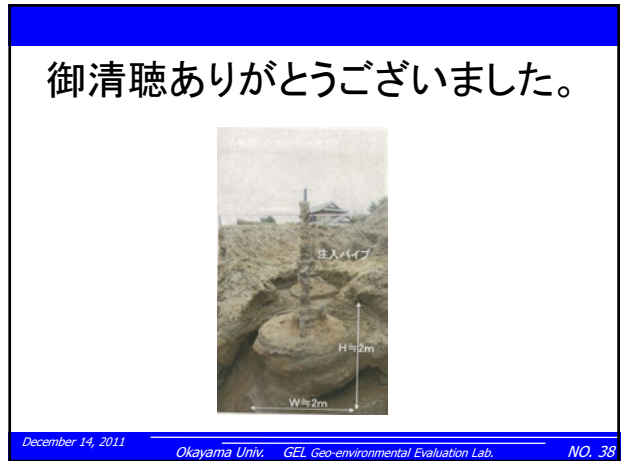 御清聴ありがとうございました。
注入パイプ
H≒2m
W≒2m
December 14, 2011
Okayama Univ. GEL Geo-environmental Evaluation Lab.
NO. 38